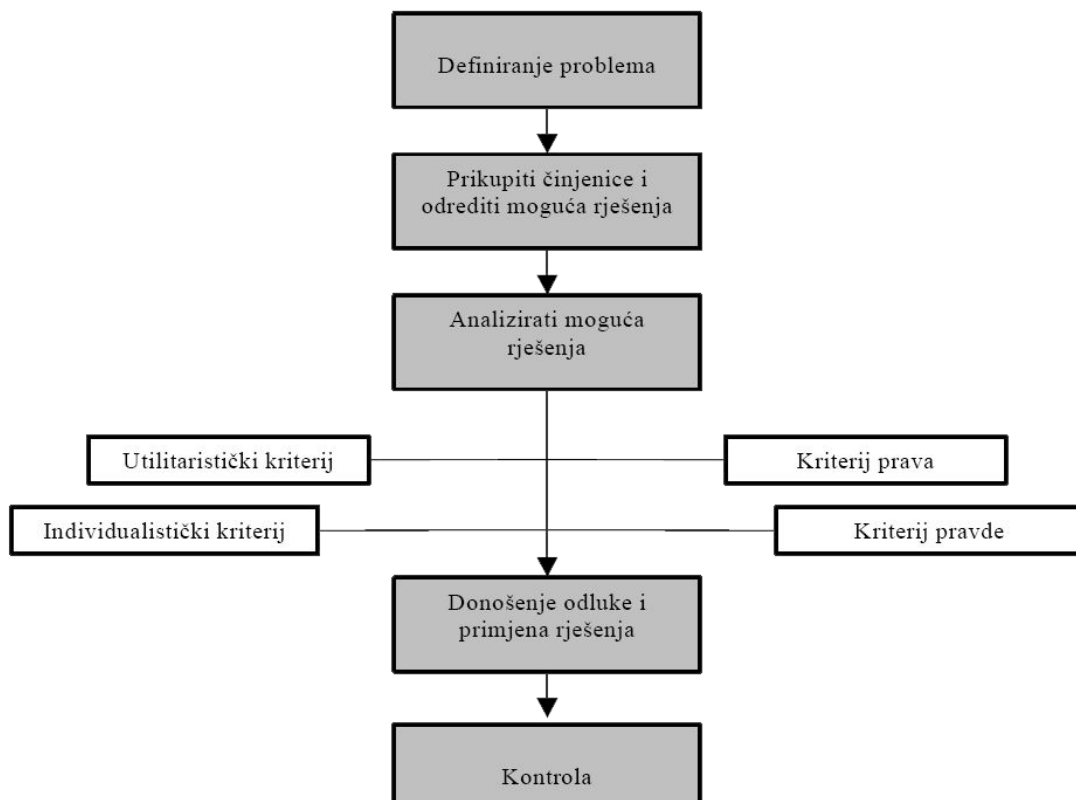 Definiranje problema
Prikupiti činjenice i
odrediti moguća rješenja
Analizirati moguća
rješenja
Utilitaristički kriterij
Kriterij prava
Individualistički kriterij
Kriterij pravde
Donošenje odluke i
primjena rješenja
Kontrola